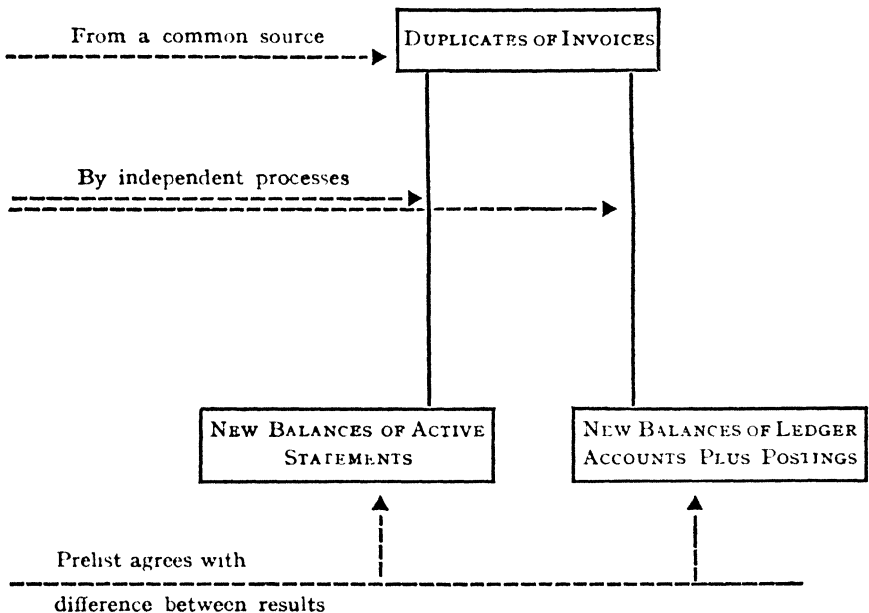 From a common source
DUPLICATES OF INVOICES
By independent processes
NEW BALANCES OF ACTIVE
STATEMENTS
NEW BALANCES OF LEDGER
ACCOUNTS PLUS POSTINGS
Prelist agrees with
difference between results